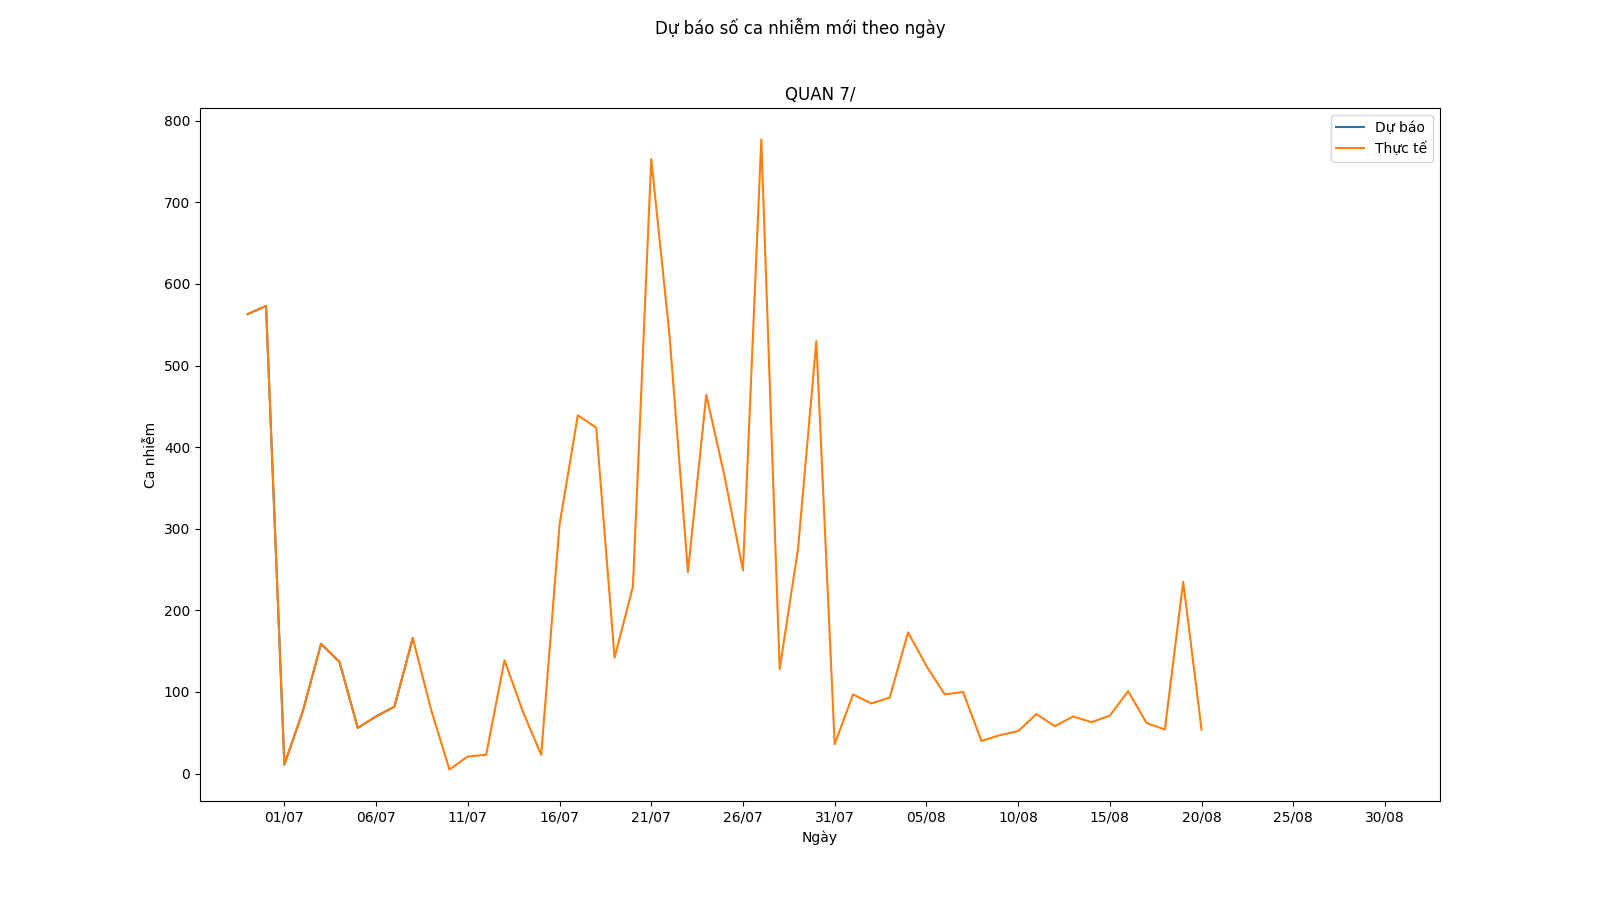 Dự báo số ca nhiễm mới theo ngày
QUAN 7/
Dự báo
Thực tế
800
700
600
500
400
300
200
100
0
Ca nhiễm
01/07 06/07 11/07 16/07 21/07 26/07 31/07 05/08 10/08 15/08 20/08 25/08 30/08
Ngày